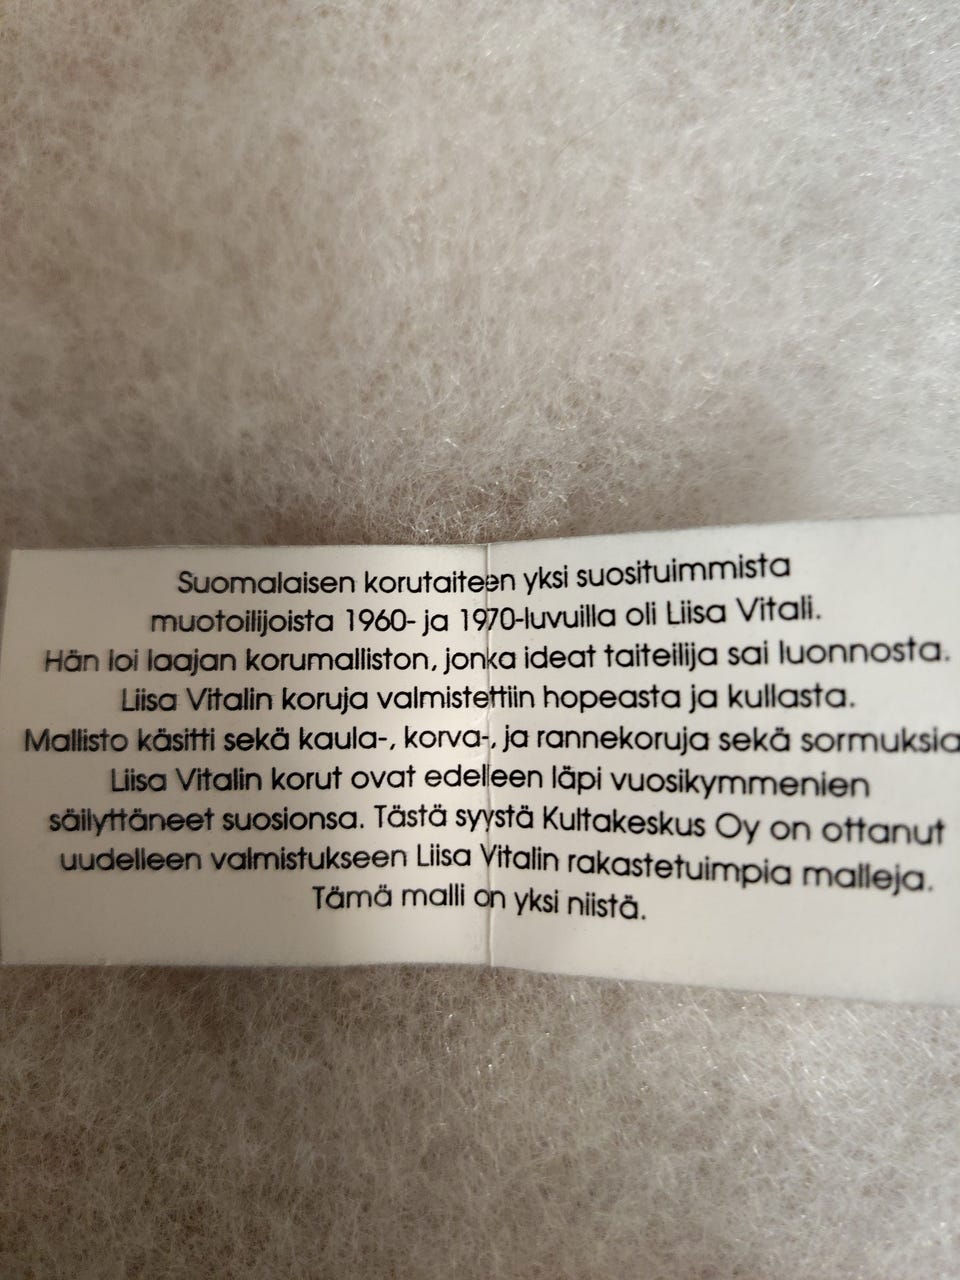 Suomalaisen korutaiteen yksi suosituimmista
muotoilijoista 1960- ja 1970-luvuilla oli Liisa Vitali.
Hän loi laajan korumalliston, jonka ideat taiteilija sai luonnosta.
Liisa Vitalin koruja valmistettiin hopeasta ja kullasta.
Mallisto käsitti sekä kaula-, korva-, ja rannekoruja sekä sormuksia
Liisa Vitalin korut ovat edelleen läpi vuosikymmenien
säilyttäneet suosionsa. Tästä syystä Kultakeskus Oy on ottanut
uudelleen valmistukseen Liisa Vitalin rakastetuimpia malleja.
Tämä malli on yksi niistä.